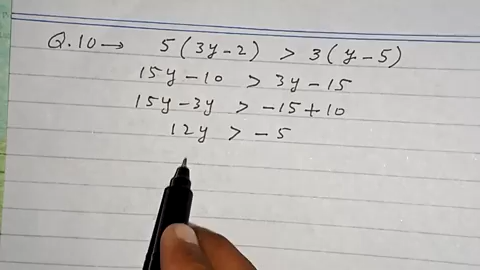 Q.10→ 5(3y-2) > 3(y-5)
15y-10 > 3y-15
15y-3y > -15+10
12y > -5